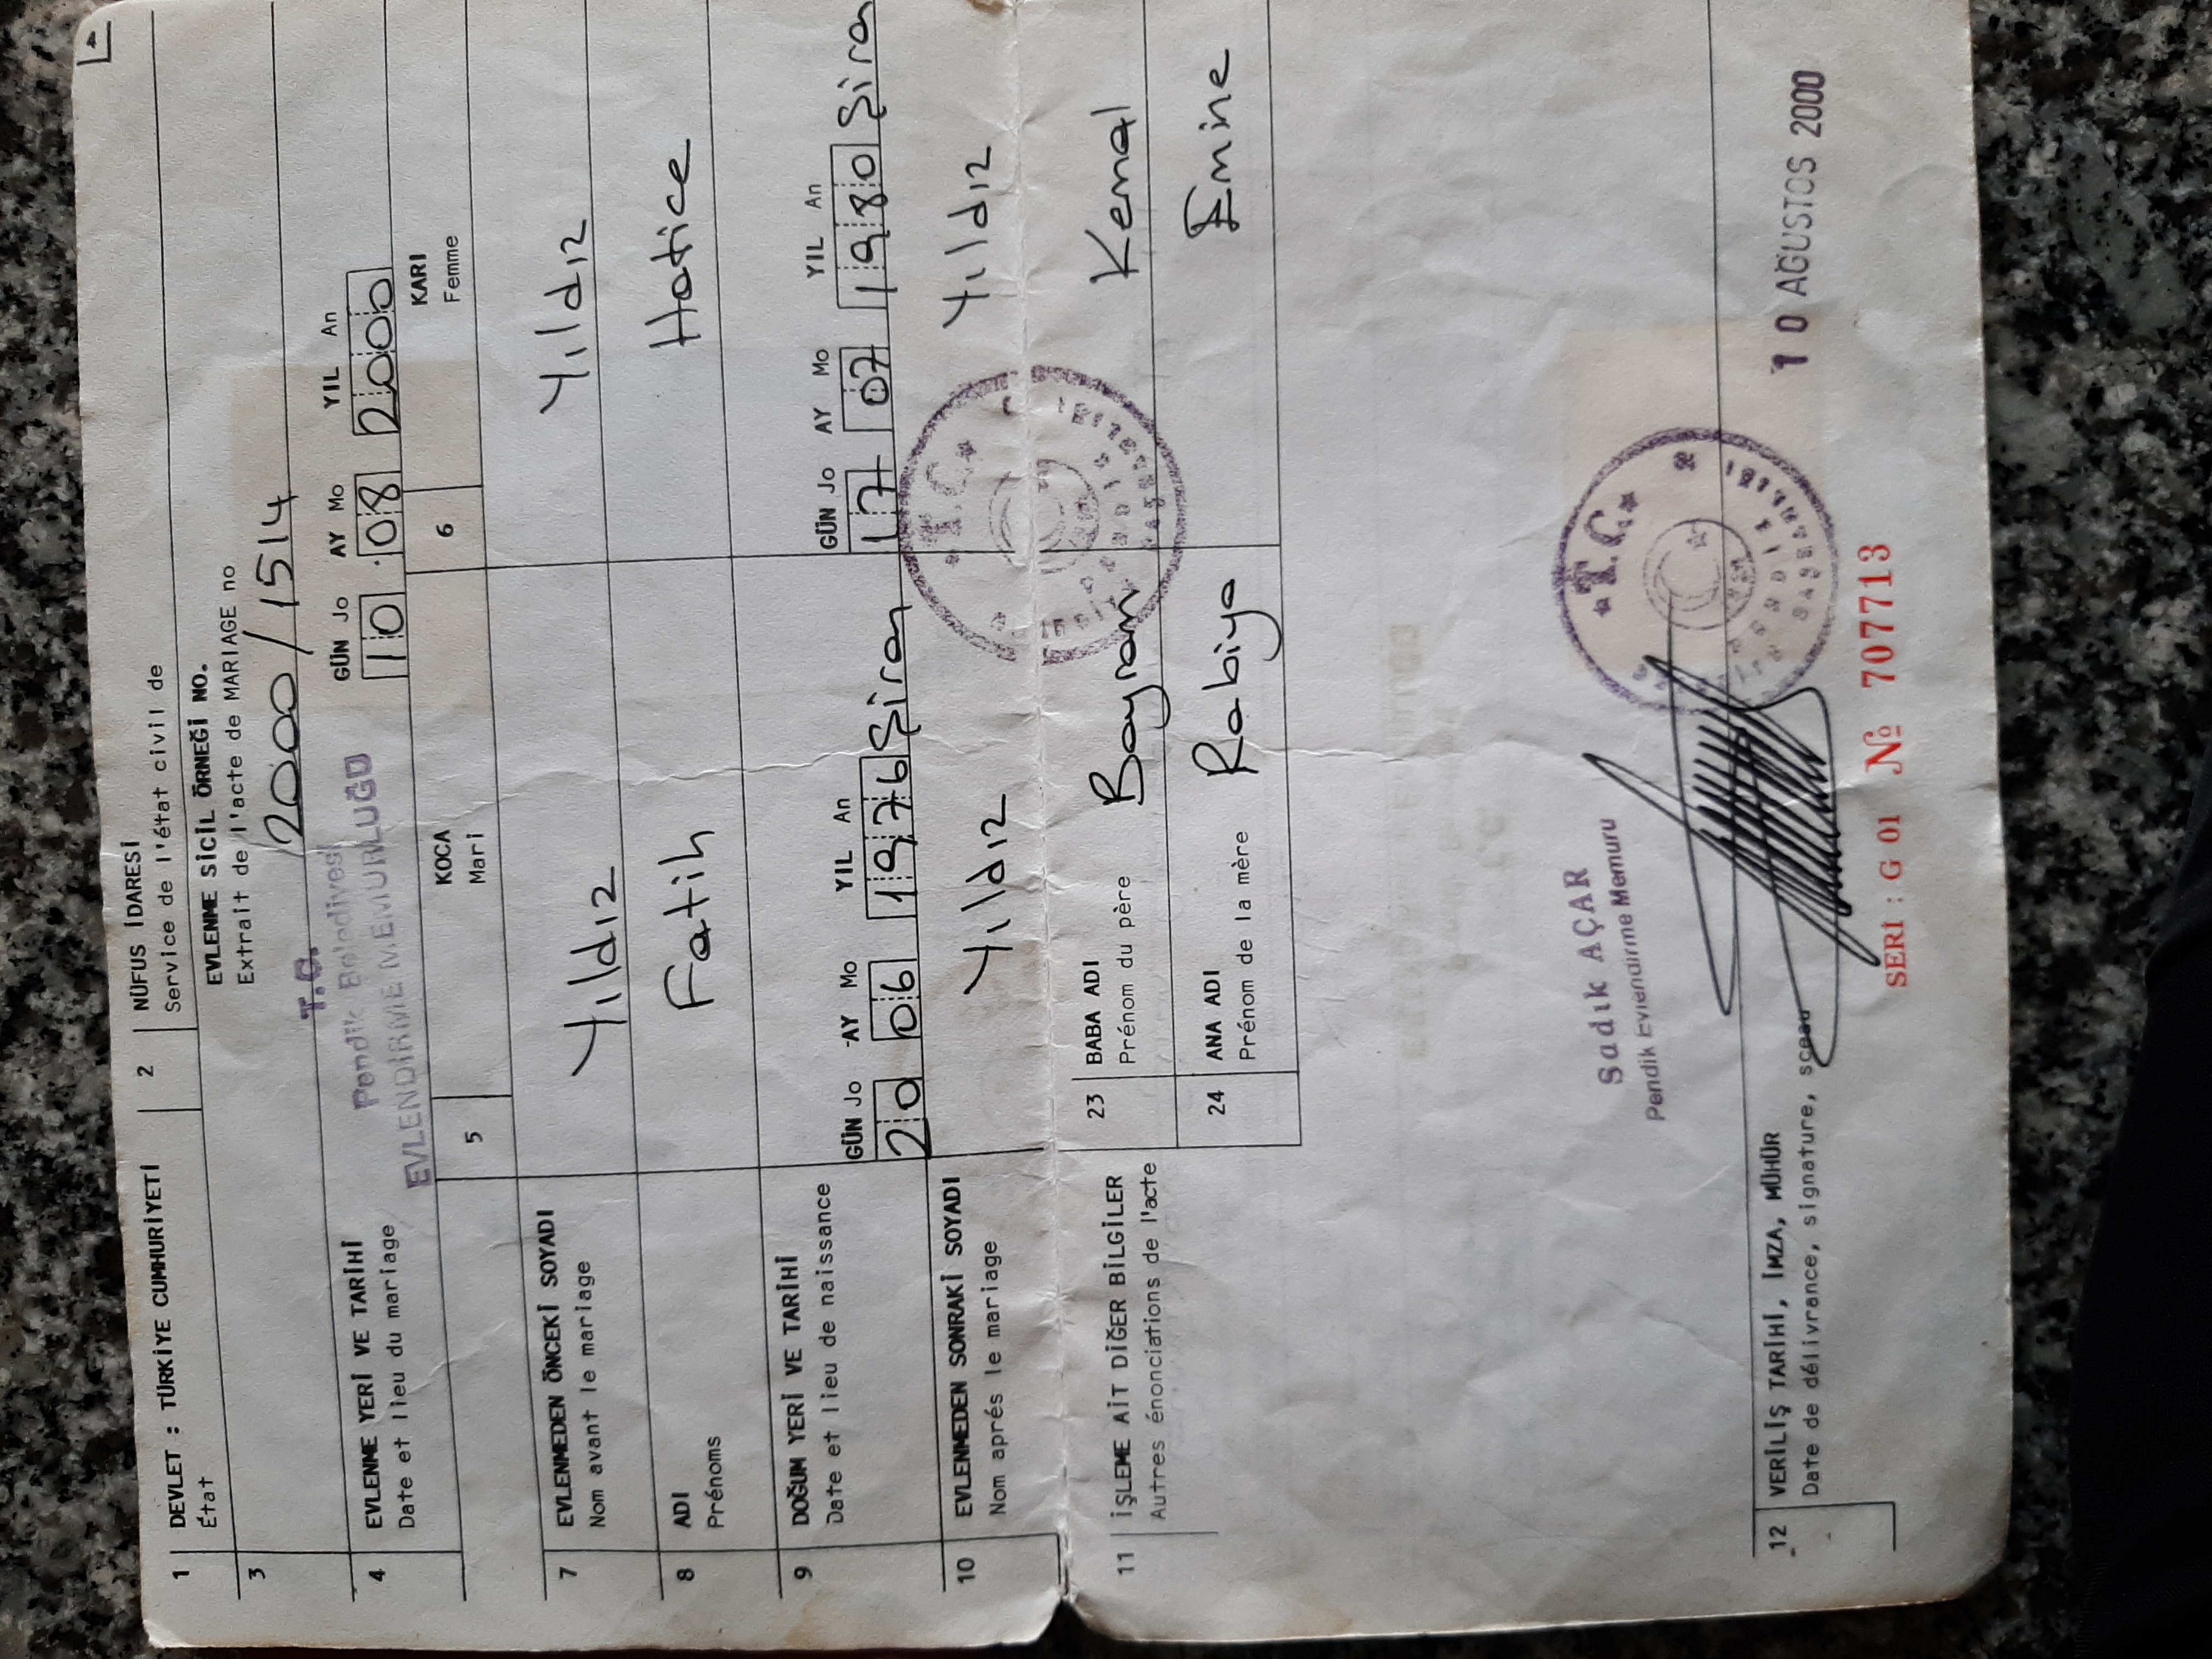 1 DEVLET : TÜRKİYE CUMHURİYETİ
État
2 NÜFUS İDARESİ
Service de l'état civil de
3 EVLENME SİCİL ÖRNEĞİ NO.
Extrait de l'acte de MARIAGE no
2000/1514
4 EVLENME YERİ VE TARİHİ
Date et lieu du mariage
T.C.
Pendik Belediyesi
EVLENDİRME MEMURLUĞU
GÜN Jo AY Mo YIL An
10 08 2000
5 KOCA
Mari
6 KARI
Femme
7 EVLENMEDEN ÖNCEKİ SOYADI
Nom avant le mariage
Yıldız Yıldız
8 ADI
Prénoms
Fatih Hatice
9 DOĞUM YERİ VE TARİHİ
Date et lieu de naissance
GÜN Jo AY Mo YIL An
20 06 1976 Şiran
GÜN Jo AY Mo YIL An
17 07 1980 Şiran
10 EVLENMEDEN SONRAKİ SOYADI
Nom aprés le mariage
Yıldız Yıldız
T.C.
11 İŞLEME AİT DİĞER BİLGİLER
Autres énonciations de l'acte
23 BABA ADI
Prénom du père
Bayram Kemal
24 ANA ADI
Prénom de la mère
Rabiya Emine
Sadık AÇAR
Pendik Evlendirme Memuru
T.C.
10 AĞUSTOS 2000
12 VERİLİŞ TARİHİ, İMZA, MÜHÜR
Date de délivrance, signature, sceau
SERİ : G 01 № 707713